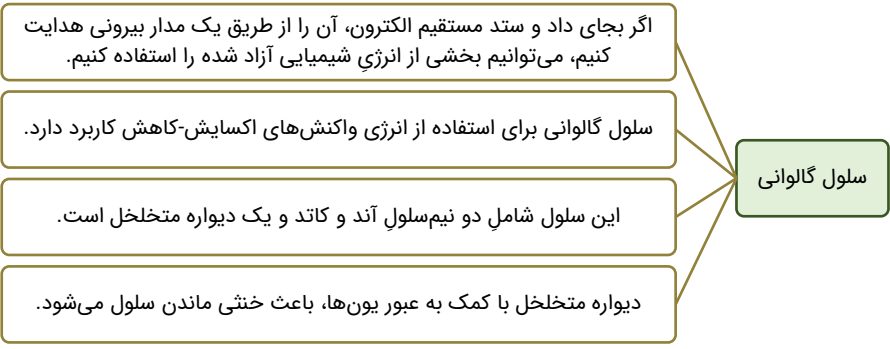 سلول گالوانی
اگر بجای داد و ستد مستقیم الکترون، آن را از طریق یک مدار بیرونی هدایت
کنیم، می‌توانیم بخشی از انرژیِ شیمیایی آزاد شده را استفاده کنیم.
سلول گالوانی برای استفاده از انرژی واکنش‌های اکسایش-کاهش کاربرد دارد.
این سلول شاملِ دو نیم‌سلولِ آند و کاتد و یک دیواره متخلخل است.
دیواره متخلخل با کمک به عبور یون‌ها، باعث خنثی ماندن سلول می‌شود.